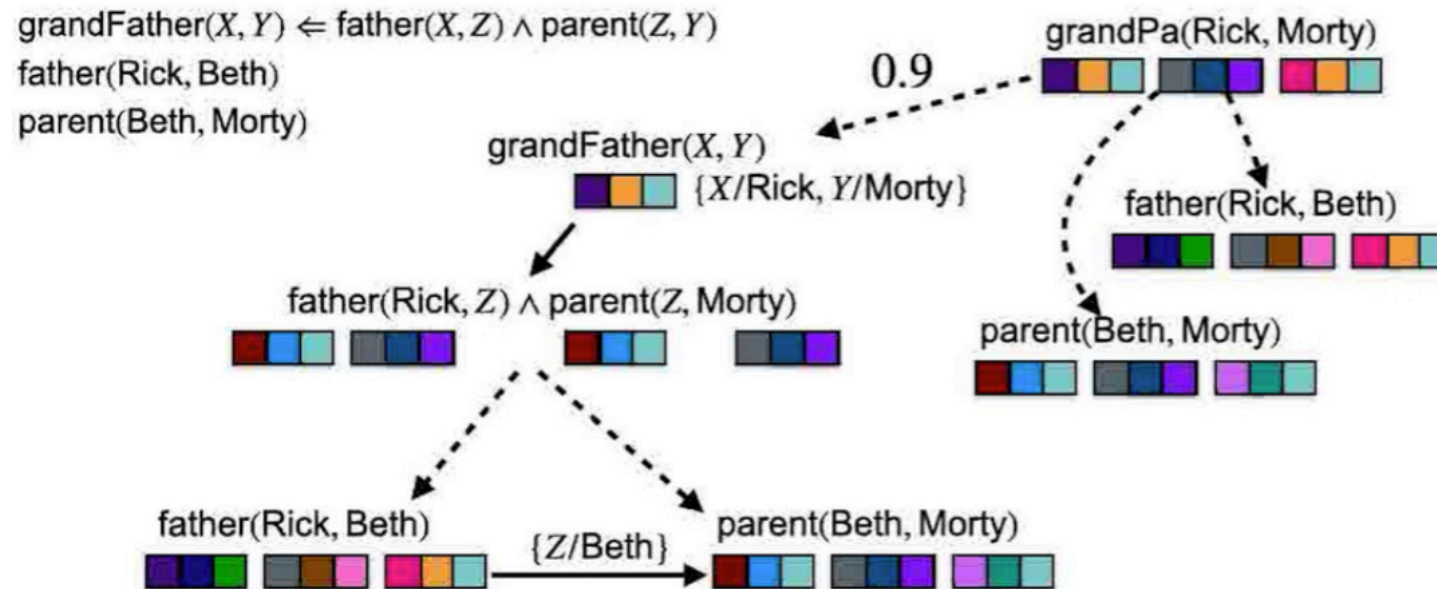 grandFather(X, Y) ⇐ father(X, Z) ∧ parent(Z, Y)
father(Rick, Beth)
parent(Beth, Morty)
grandPa(Rick, Morty)
0.9
grandFather(X, Y)
{X/Rick, Y/Morty}
father(Rick, Beth)
father(Rick, Z) ∧ parent(Z, Morty)
parent(Beth, Morty)
father(Rick, Beth)
{Z/Beth}
parent(Beth, Morty)